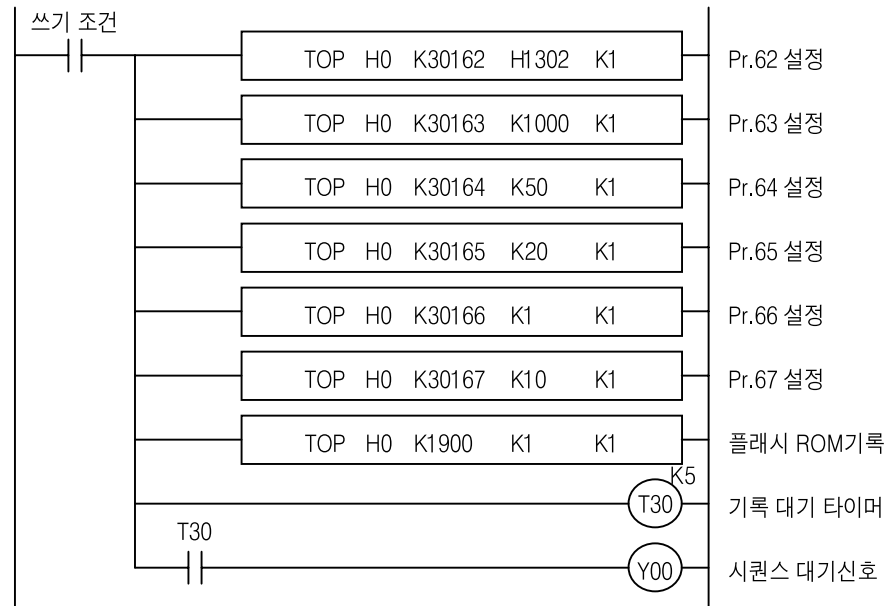 쓰기 조건
TOP H0 K30162 H1302 K1 Pr.62 설정
TOP H0 K30163 K1000 K1 Pr.63 설정
TOP H0 K30164 K50 K1 Pr.64 설정
TOP H0 K30165 K20 K1 Pr.65 설정
TOP H0 K30166 K1 K1 Pr.66 설정
TOP H0 K30167 K10 K1 Pr.67 설정
TOP H0 K1900 K1 K1 플래시 ROM기록
K5
T30 기록 대기 타이머
T30
Y00 시퀀스 대기신호